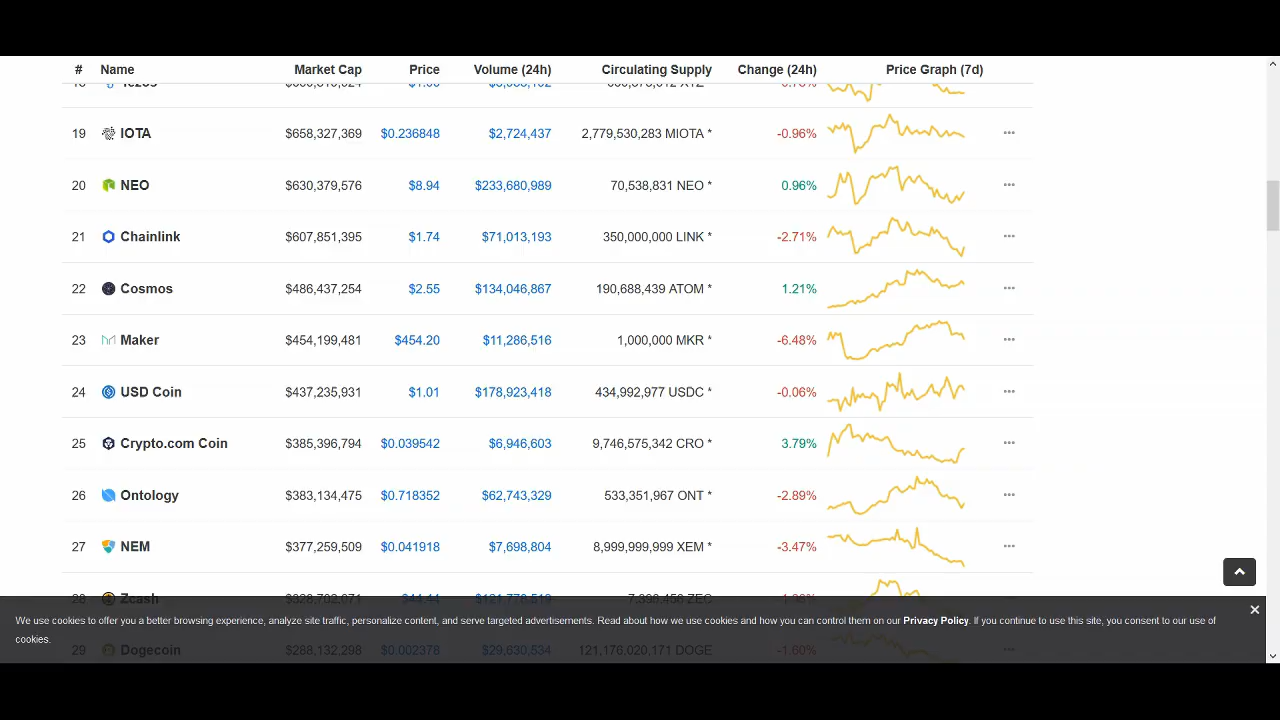 # Name Market Cap Price Volume (24h) Circulating Supply Change (24h) Price Graph (7d)
19 IOTA $658,327,369 $0.236848 $2,724,437 2,779,530,283 MIOTA * -0.96%
20 NEO $630,379,576 $8.94 $233,680,989 70,538,831 NEO * 0.96%
21 Chainlink $607,851,395 $1.74 $71,013,193 350,000,000 LINK * -2.71%
22 Cosmos $486,437,254 $2.55 $134,046,867 190,688,439 ATOM * 1.21%
23 Maker $454,199,481 $454.20 $11,286,516 1,000,000 MKR * -6.48%
24 USD Coin $437,235,931 $1.01 $178,923,418 434,992,977 USDC * -0.06%
25 Crypto.com Coin $385,396,794 $0.039542 $6,946,603 9,746,575,342 CRO * 3.79%
26 Ontology $383,134,475 $0.718352 $62,743,329 533,351,967 ONT * -2.89%
27 NEM $377,259,509 $0.041918 $7,698,804 8,999,999,999 XEM * -3.47%
28 Zcash ZEC
We use cookies to offer you a better browsing experience, analyze site traffic, personalize content, and serve targeted advertisements. Read about how we use cookies and how you can control them on our Privacy Policy. If you continue to use this site, you consent to our use of
cookies.
29 Dogecoin $288,132,298 $0.002378 $29,630,534 121,176,020,171 DOGE -1.60%